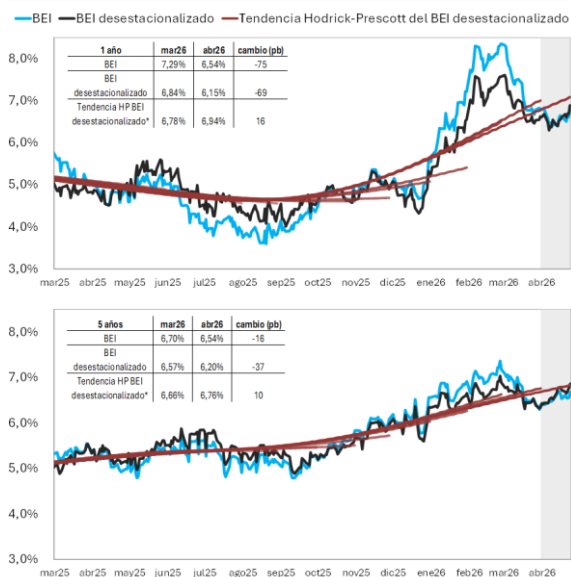 BEI BEI desestacionalizado Tendencia Hodrick-Prescott del BEI desestacionalizado
8,0%
7,0%
6,0%
5,0%
4,0%
3,0%
1 año mar26 abr26 cambio (pb)
BEI 7,29% 6,54% -75
BEI
desestacionalizado 6,84% 6,15% -69
Tendencia HP BEI
desestacionalizado* 6,78% 6,94% 16
mar25 abr25 may25 jun25 jul25 ago25 sep25 oct25 nov25 dic25 ene26 feb26 mar26 abr26
8,0%
7,0%
6,0%
5,0%
4,0%
3,0%
5 años mar26 abr26 cambio (pb)
BEI 6,70% 6,54% -16
BEI
desestacionalizado 6,57% 6,20% -37
Tendencia HP BEI
desestacionalizado* 6,66% 6,76% 10
mar25 abr25 may25 jun25 jul25 ago25 sep25 oct25 nov25 dic25 ene26 feb26 mar26 abr26